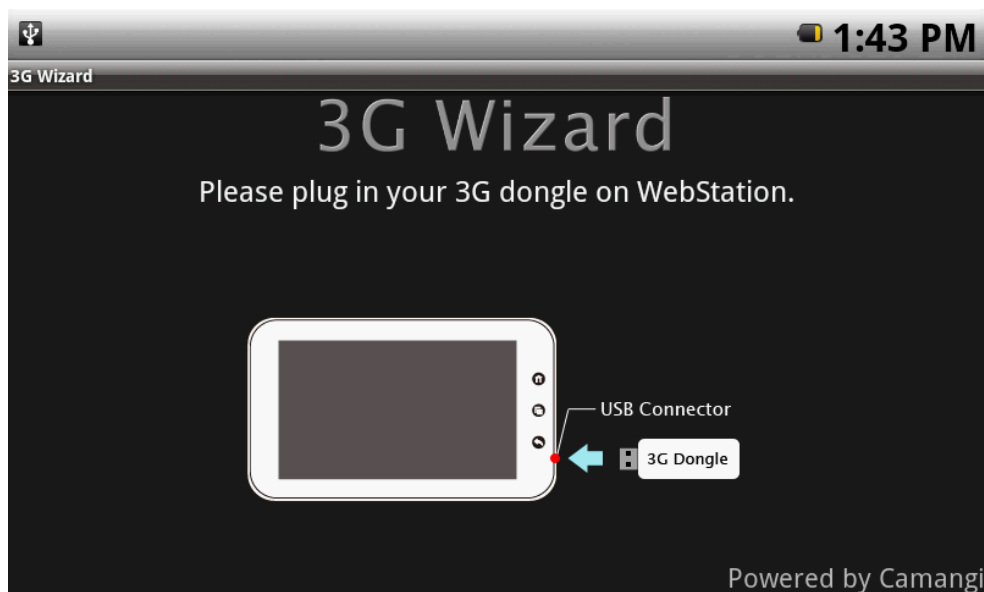 1:43 PM
3G Wizard
3G Wizard
Please plug in your 3G dongle on WebStation.
USB Connector
3G Dongle
Powered by Camangi